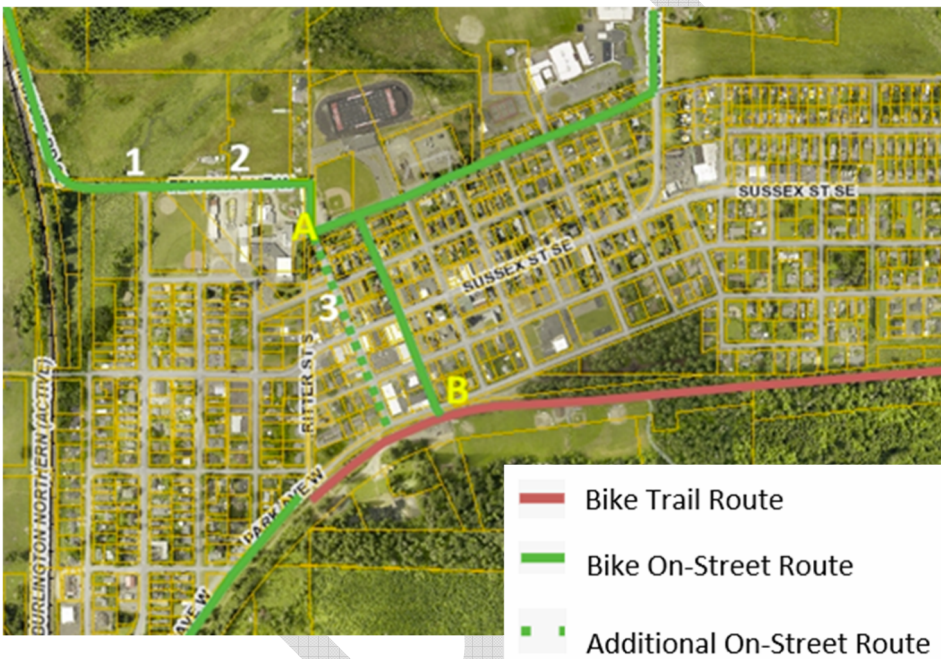 1
2
SUSSEX ST SE
A
SUSSEX ST SE
3
RITTER ST S
B
BURLINGTON NORTHERN (ACTIVE)
PARK AVE W
AVE W
Bike Trail Route
Bike On-Street Route
Additional On-Street Route